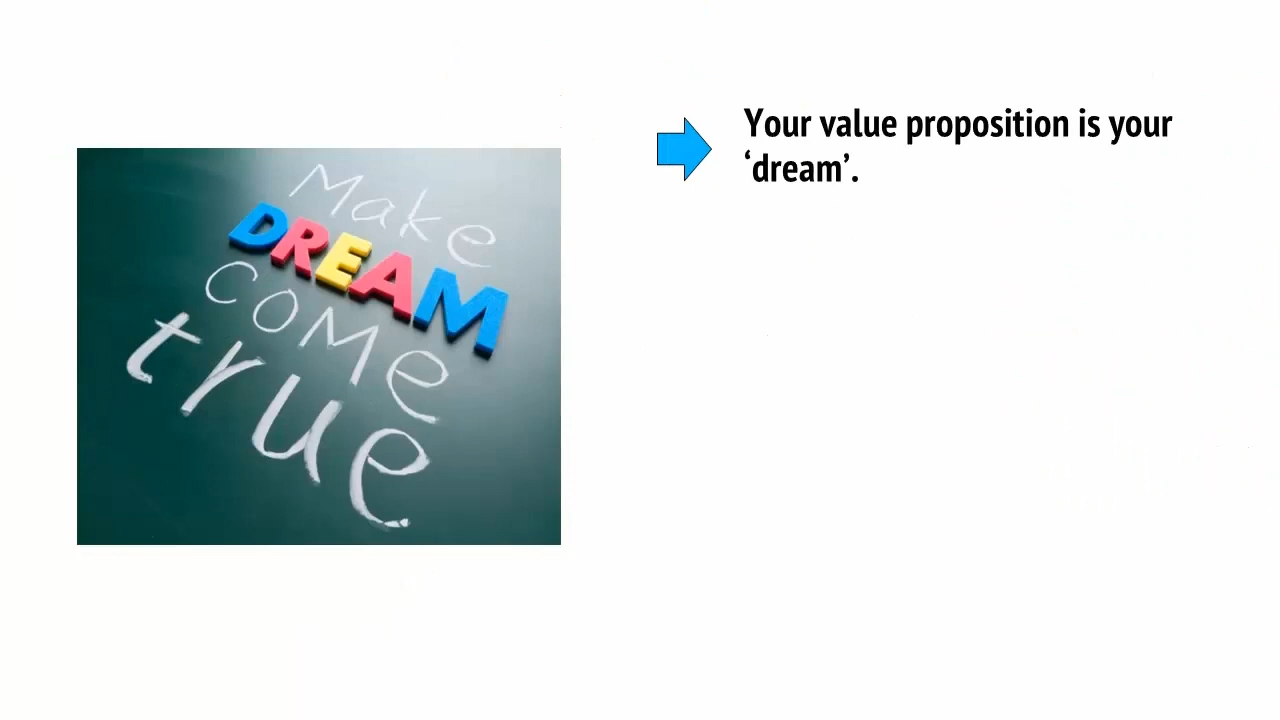 Make
DREAM
COME
true
Your value proposition is your
‘dream’.